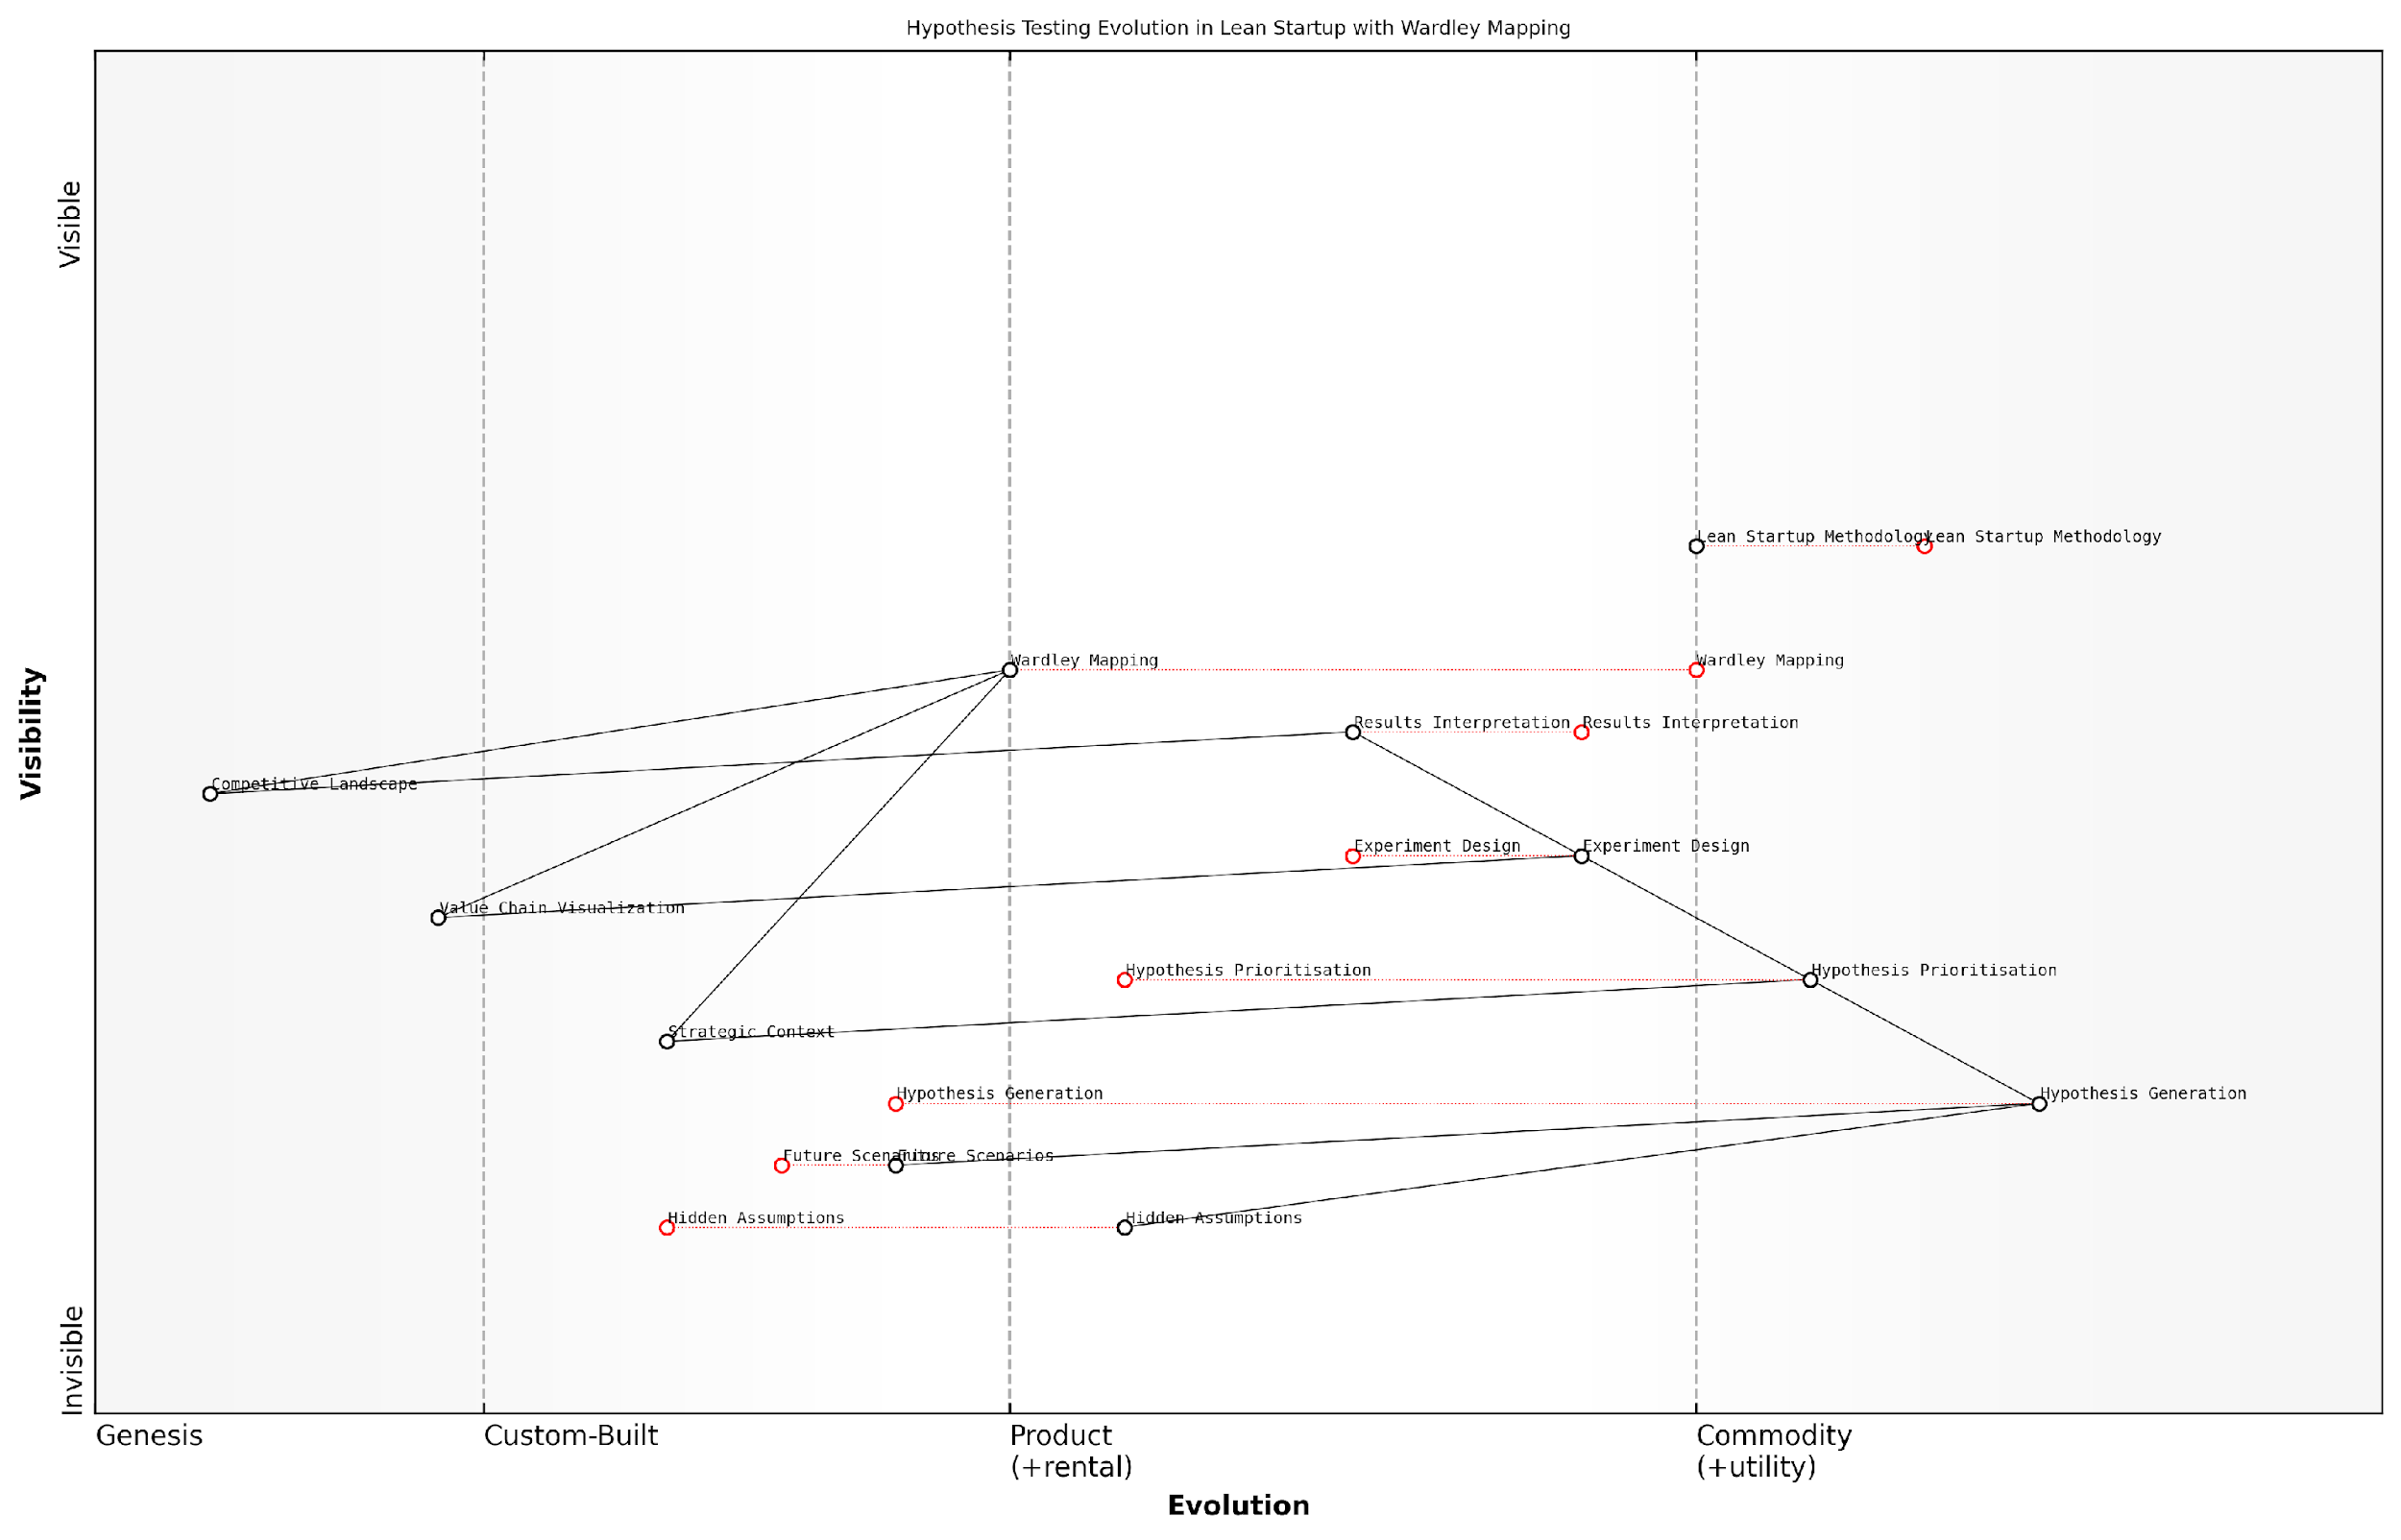 Hypothesis Testing Evolution in Lean Startup with Wardley Mapping
Visible
Visibility
Invisible
Lean Startup Methodology
Lean Startup Methodology
Wardley Mapping
Wardley Mapping
Results Interpretation
Results Interpretation
Competitive Landscape
Experiment Design
Experiment Design
Value Chain Visualization
Hypothesis Prioritisation
Hypothesis Prioritisation
Strategic Context
Hypothesis Generation
Hypothesis Generation
Future Scenarios
Future Scenarios
Hidden Assumptions
Hidden Assumptions
Genesis
Custom-Built
Product
(+rental)
Commodity
(+utility)
Evolution